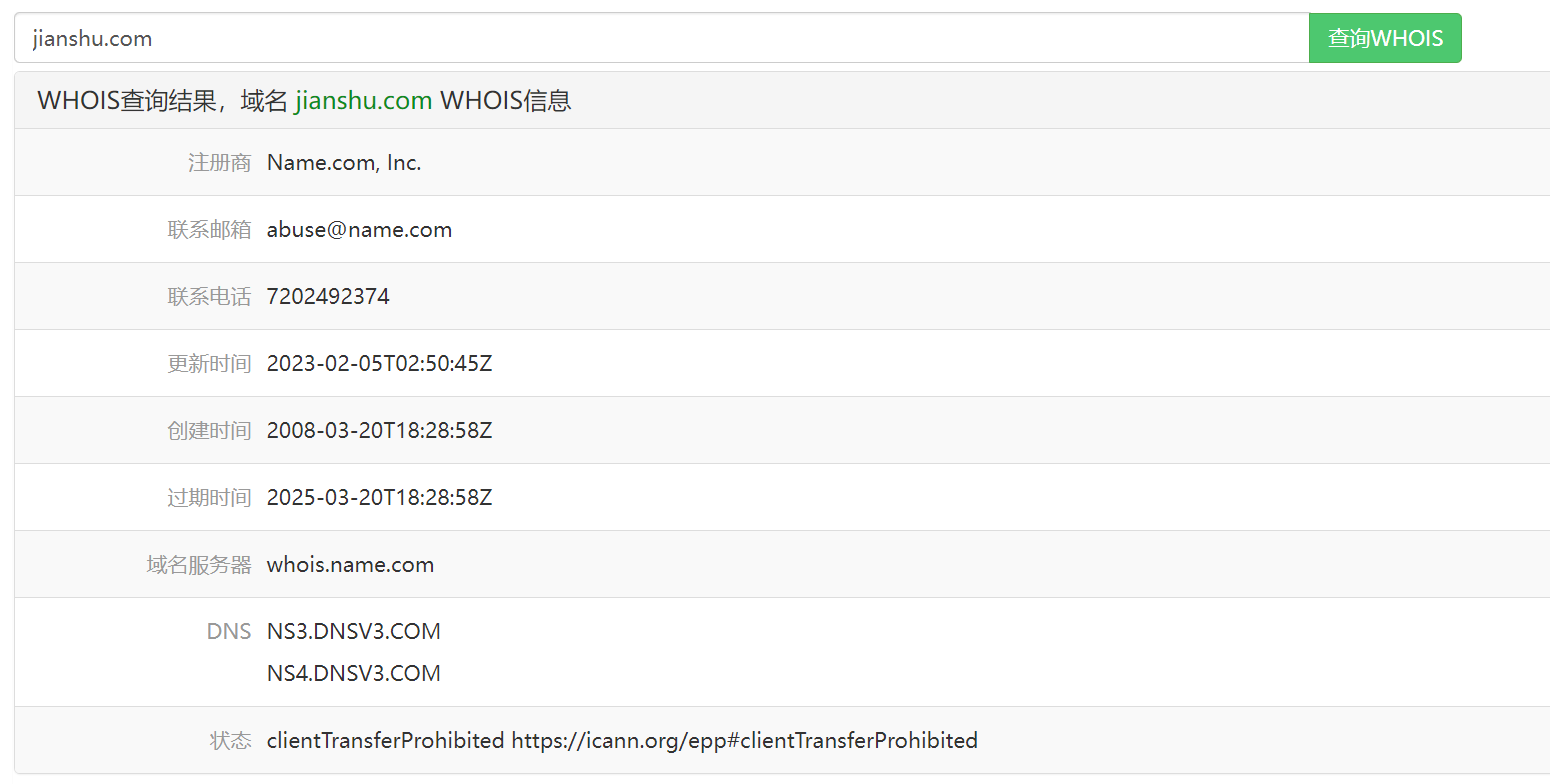 jianshu.com 查询WHOIS
WHOIS查询结果，域名 jianshu.com WHOIS信息
注册商 Name.com, Inc.
联系邮箱 abuse@name.com
联系电话 7202492374
更新时间 2023-02-05T02:50:45Z
创建时间 2008-03-20T18:28:58Z
过期时间 2025-03-20T18:28:58Z
域名服务器 whois.name.com
DNS NS3.DNSV3.COM
NS4.DNSV3.COM
状态 clientTransferProhibited https://icann.org/epp#clientTransferProhibited